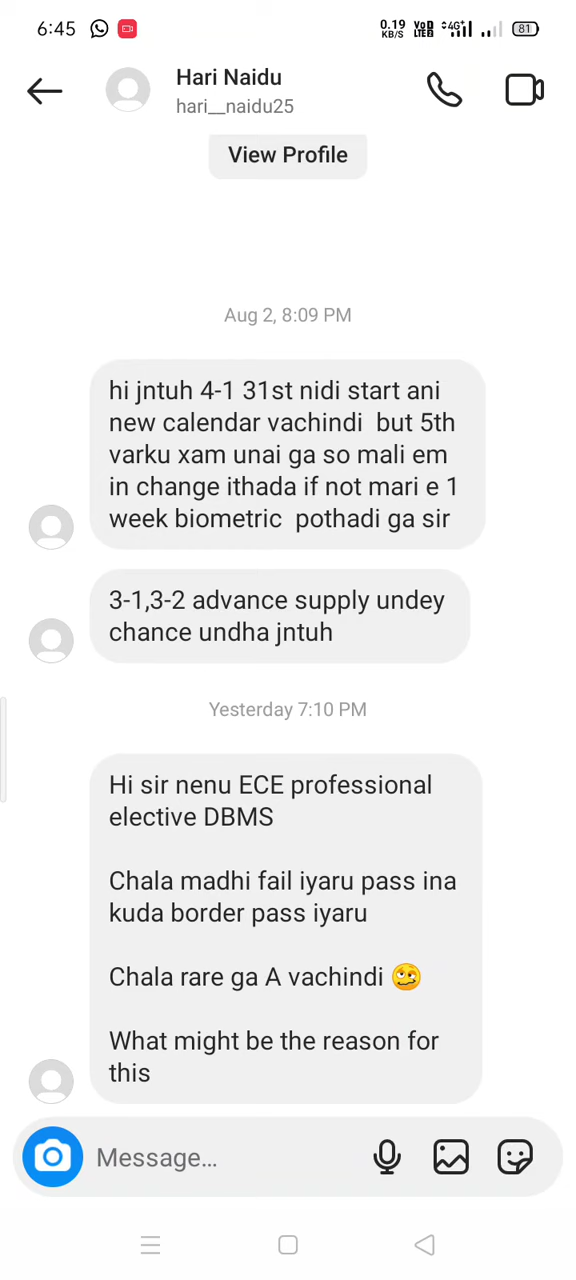 6:45
0.19 KB/S VoD LTE2 4G+ 81
Hari Naidu
hari__naidu25
View Profile
Aug 2, 8:09 PM
hi jntuh 4-1 31st nidi start ani
new calendar vachindi but 5th
varku xam unai ga so mali em
in change ithada if not mari e 1
week biometric pothadi ga sir
3-1,3-2 advance supply undey
chance undha jntuh
Yesterday 7:10 PM
Hi sir nenu ECE professional
elective DBMS
Chala madhi fail iyaru pass ina
kuda border pass iyaru
Chala rare ga A vachindi 🥴
What might be the reason for
this
Message...